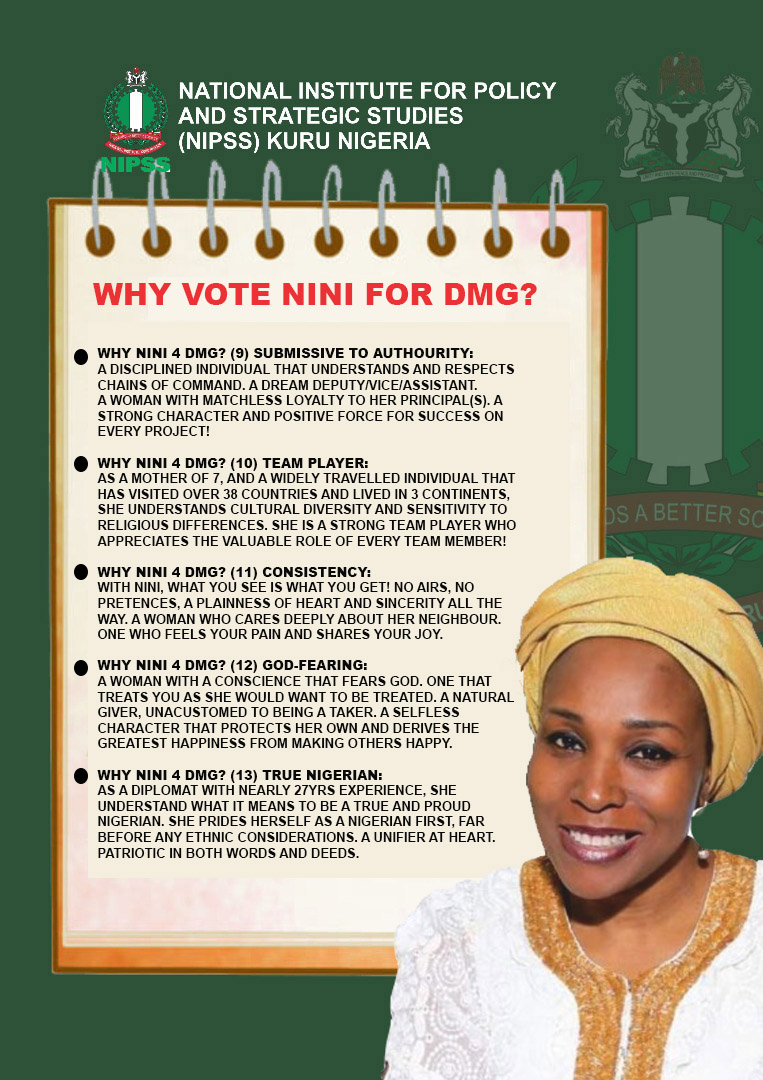 NATIONAL INSTITUTE FOR POLICY
AND STRATEGIC STUDIES
(NIPSS) KURU NIGERIA
NIPSS
WHY VOTE NINI FOR DMG?
WHY NINI 4 DMG? (9) SUBMISSIVE TO AUTHOURITY:
A DISCIPLINED INDIVIDUAL THAT UNDERSTANDS AND RESPECTS
CHAINS OF COMMAND. A DREAM DEPUTY/VICE/ASSISTANT.
A WOMAN WITH MATCHLESS LOYALTY TO HER PRINCIPAL(S). A
STRONG CHARACTER AND POSITIVE FORCE FOR SUCCESS ON
EVERY PROJECT!
WHY NINI 4 DMG? (10) TEAM PLAYER:
AS A MOTHER OF 7, AND A WIDELY TRAVELLED INDIVIDUAL THAT
HAS VISITED OVER 38 COUNTRIES AND LIVED IN 3 CONTINENTS,
SHE UNDERSTANDS CULTURAL DIVERSITY AND SENSITIVITY TO
RELIGIOUS DIFFERENCES. SHE IS A STRONG TEAM PLAYER WHO
APPRECIATES THE VALUABLE ROLE OF EVERY TEAM MEMBER!
WHY NINI 4 DMG? (11) CONSISTENCY:
WITH NINI, WHAT YOU SEE IS WHAT YOU GET! NO AIRS, NO
PRETENCES, A PLAINNESS OF HEART AND SINCERITY ALL THE
WAY. A WOMAN WHO CARES DEEPLY ABOUT HER NEIGHBOUR.
ONE WHO FEELS YOUR PAIN AND SHARES YOUR JOY.
WHY NINI 4 DMG? (12) GOD-FEARING:
A WOMAN WITH A CONSCIENCE THAT FEARS GOD. ONE THAT
TREATS YOU AS SHE WOULD WANT TO BE TREATED. A NATURAL
GIVER, UNACUSTOMED TO BEING A TAKER. A SELFLESS
CHARACTER THAT PROTECTS HER OWN AND DERIVES THE
GREATEST HAPPINESS FROM MAKING OTHERS HAPPY.
WHY NINI 4 DMG? (13) TRUE NIGERIAN:
AS A DIPLOMAT WITH NEARLY 27YRS EXPERIENCE, SHE
UNDERSTAND WHAT IT MEANS TO BE A TRUE AND PROUD
NIGERIAN. SHE PRIDES HERSELF AS A NIGERIAN FIRST, FAR
BEFORE ANY ETHNIC CONSIDERATIONS. A UNIFIER AT HEART.
PATRIOTIC IN BOTH WORDS AND DEEDS.
A BETTER